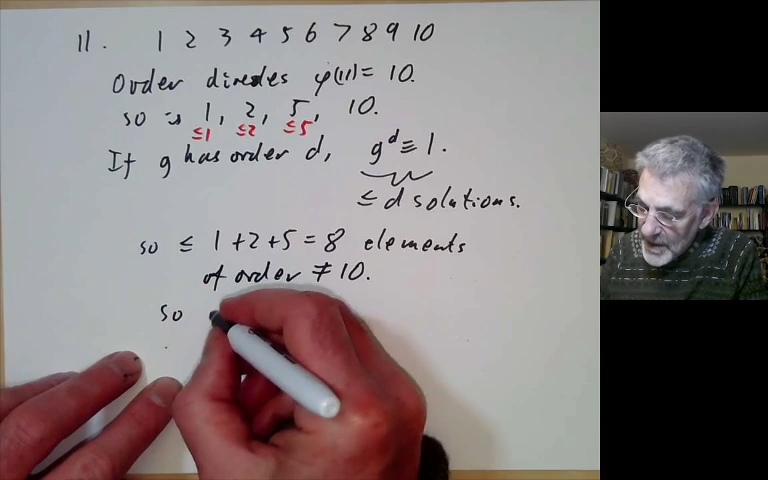 11. 1 2 3 4 5 6 7 8 9 10
Order divides φ(11) = 10.
so is 1, 2, 5, 10.
≤1 ≤2 ≤5
If g has order d, g^d ≡ 1.
≤ d solutions.
so ≤ 1+2+5 = 8 elements
of order ≠ 10.
so